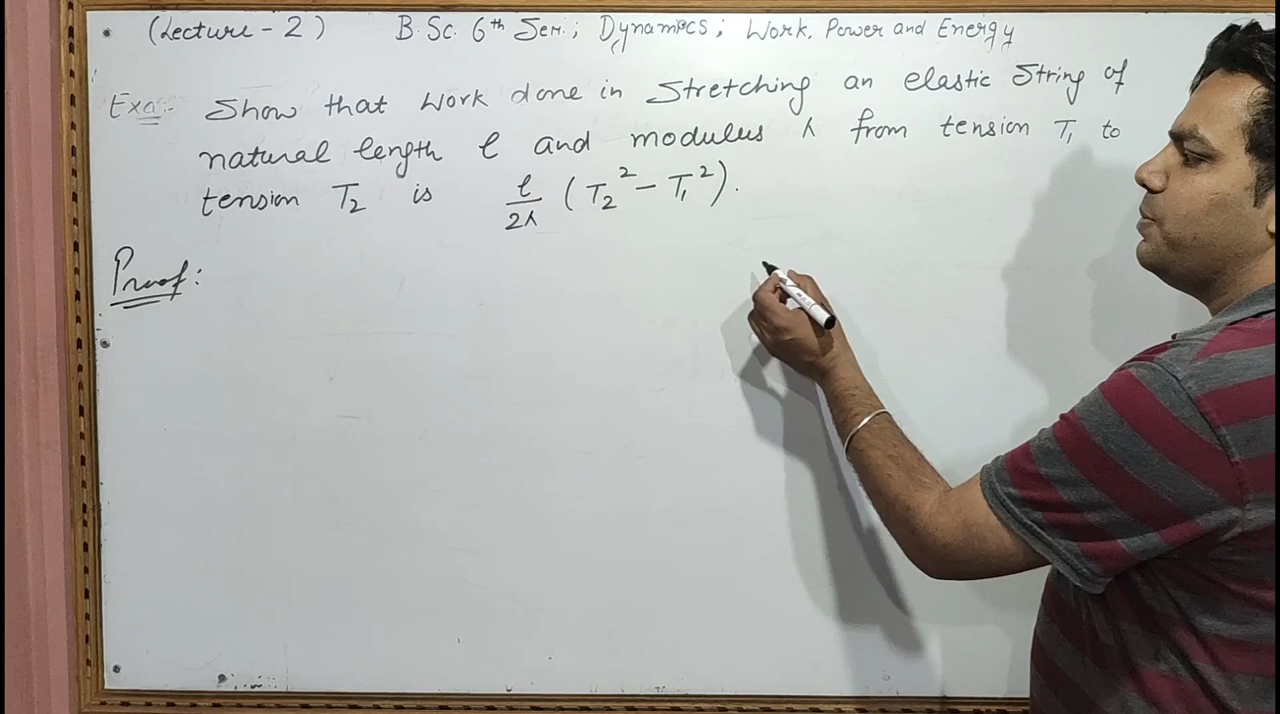 (Lecture - 2) B.Sc. 6th Sem.; Dynamics; Work, Power and Energy
Exa:- Show that work done in stretching an elastic string of
natural length l and modulus λ from tension T₁ to
tension T₂ is l/2λ (T₂² - T₁²).
Proof: